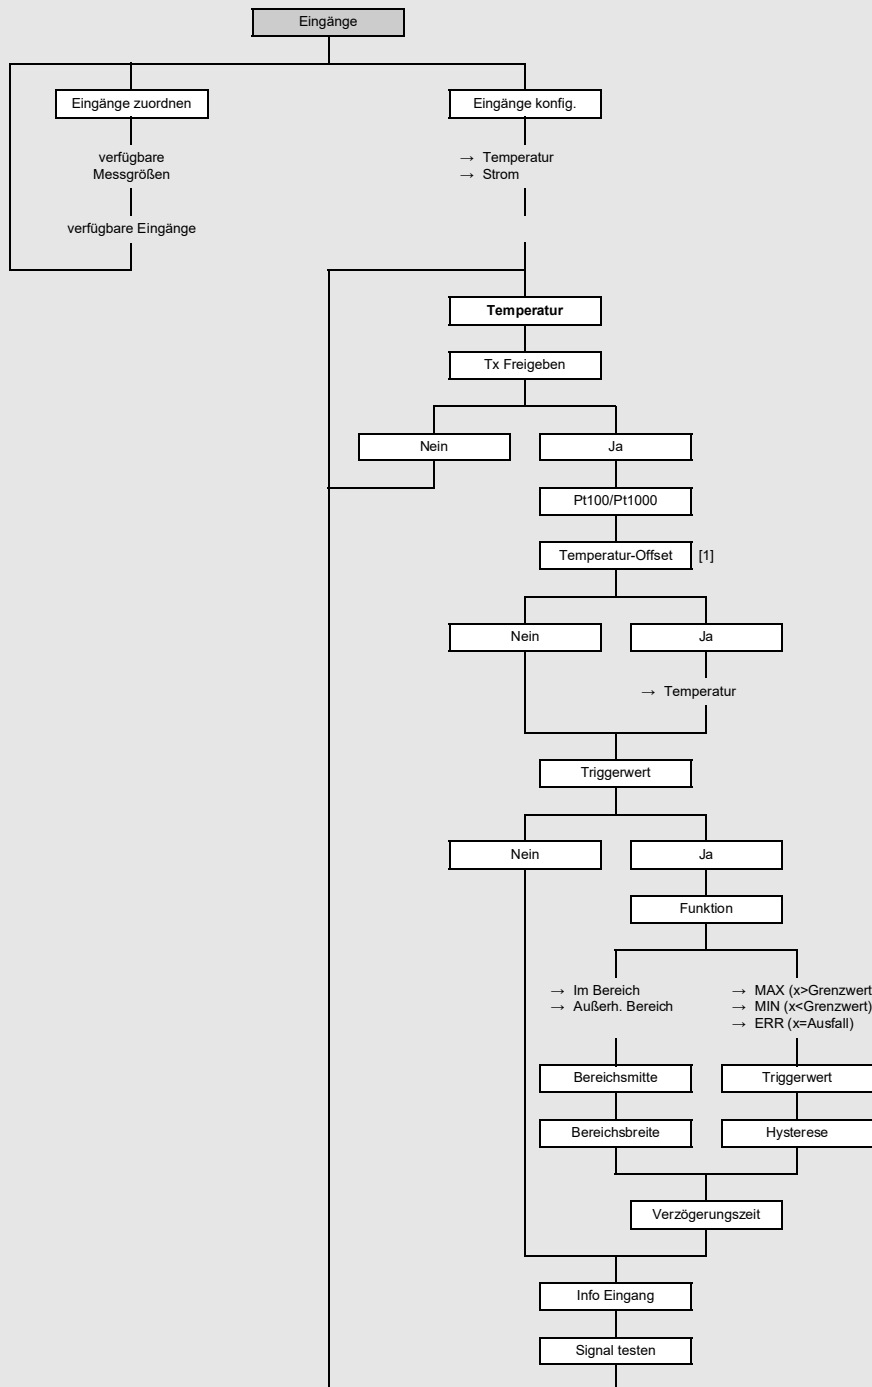 Eingänge
Eingänge zuordnen
Eingänge konfig.
verfügbare
Messgrößen
→ Temperatur
→ Strom
verfügbare Eingänge
Temperatur
Tx Freigeben
Nein
Ja
Pt100/Pt1000
Temperatur-Offset [1]
Nein
Ja
→ Temperatur
Triggerwert
Nein
Ja
Funktion
→ Im Bereich
→ Außerh. Bereich
→ MAX (x>Grenzwert
→ MIN (x<Grenzwert)
→ ERR (x=Ausfall)
Bereichsmitte
Triggerwert
Bereichsbreite
Hysterese
Verzögerungszeit
Info Eingang
Signal testen